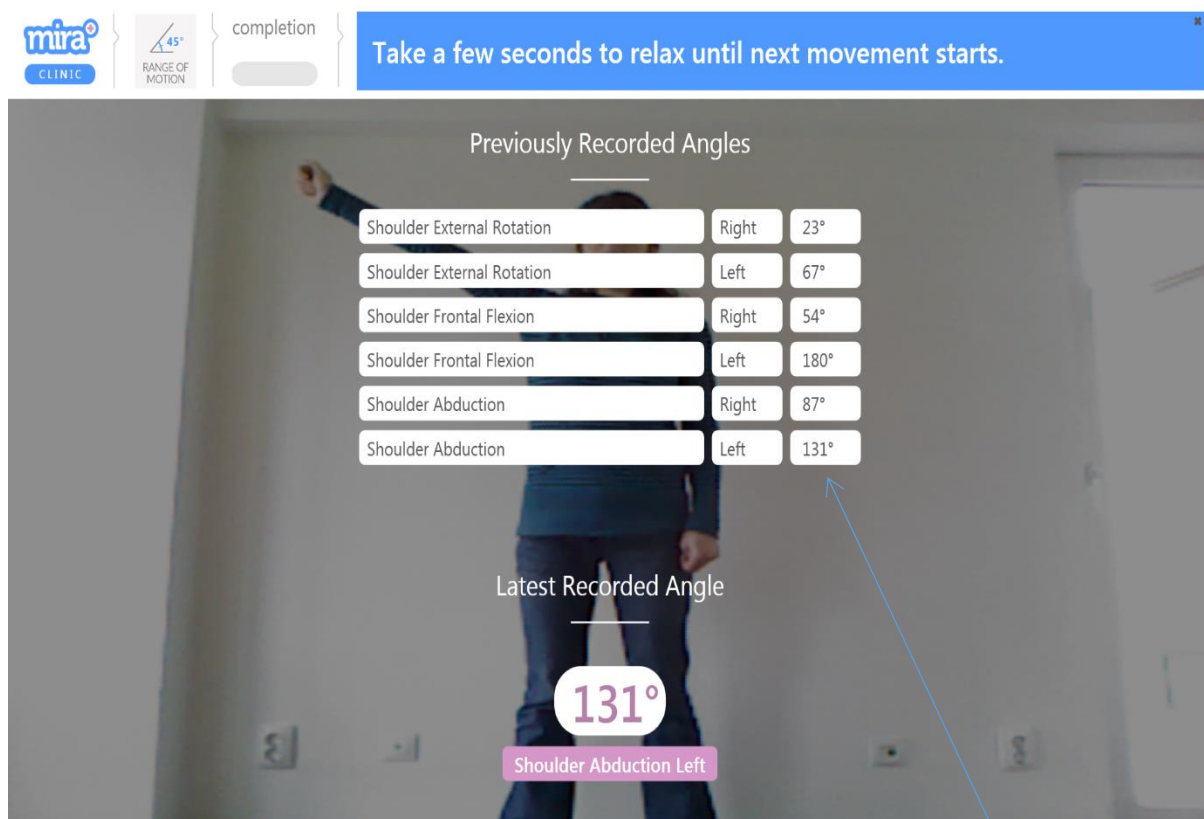 mira+
CLINIC
45°
RANGE OF
MOTION
completion
Take a few seconds to relax until next movement starts.
Previously Recorded Angles
Shoulder External Rotation Right 23°
Shoulder External Rotation Left 67°
Shoulder Frontal Flexion Right 54°
Shoulder Frontal Flexion Left 180°
Shoulder Abduction Right 87°
Shoulder Abduction Left 131°
Latest Recorded Angle
131°
Shoulder Abduction Left